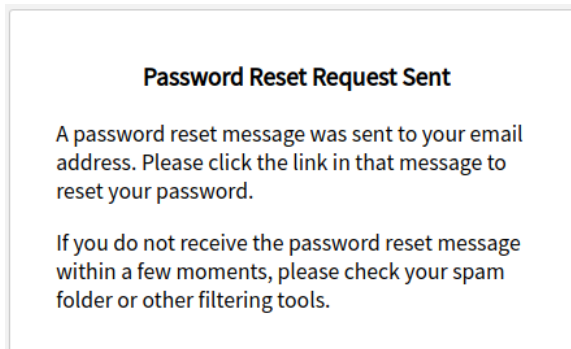 Password Reset Request Sent
A password reset message was sent to your email
address. Please click the link in that message to
reset your password.
If you do not receive the password reset message
within a few moments, please check your spam
folder or other filtering tools.